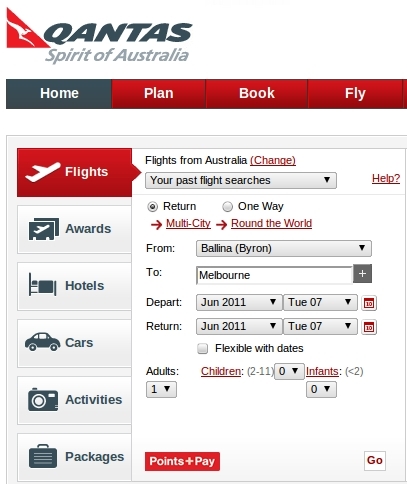 QANTAS
Spirit of Australia
Home Plan Book Fly
Flights
Awards
Hotels
Cars
Activities
Packages
Flights from Australia (Change)
Your past flight searches
Help?
Return One Way
Multi-City Round the World
From: Ballina (Byron)
To: Melbourne +
Depart: Jun 2011 Tue 07 10
Return: Jun 2011 Tue 07 10
Flexible with dates
Adults: Children: (2-11) 0 Infants: (<2)
1 0
Points+Pay Go